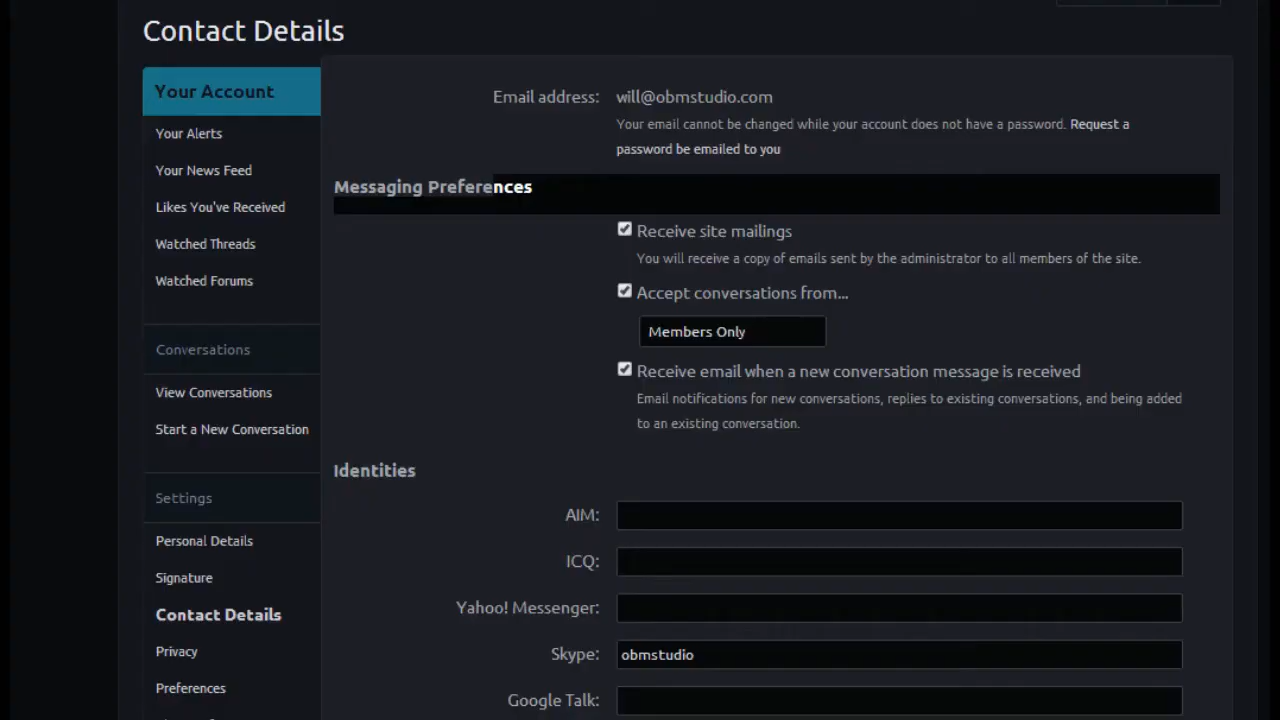 Contact Details
Your Account
Your Alerts
Your News Feed
Likes You've Received
Watched Threads
Watched Forums
Conversations
View Conversations
Start a New Conversation
Settings
Personal Details
Signature
Contact Details
Privacy
Preferences
Email address: will@obmstudio.com
Your email cannot be changed while your account does not have a password. Request a
password be emailed to you
Messaging Preferences
Receive site mailings
You will receive a copy of emails sent by the administrator to all members of the site.
Accept conversations from...
Members Only
Receive email when a new conversation message is received
Email notifications for new conversations, replies to existing conversations, and being added
to an existing conversation.
Identities
AIM:
ICQ:
Yahoo! Messenger:
Skype: obmstudio
Google Talk: